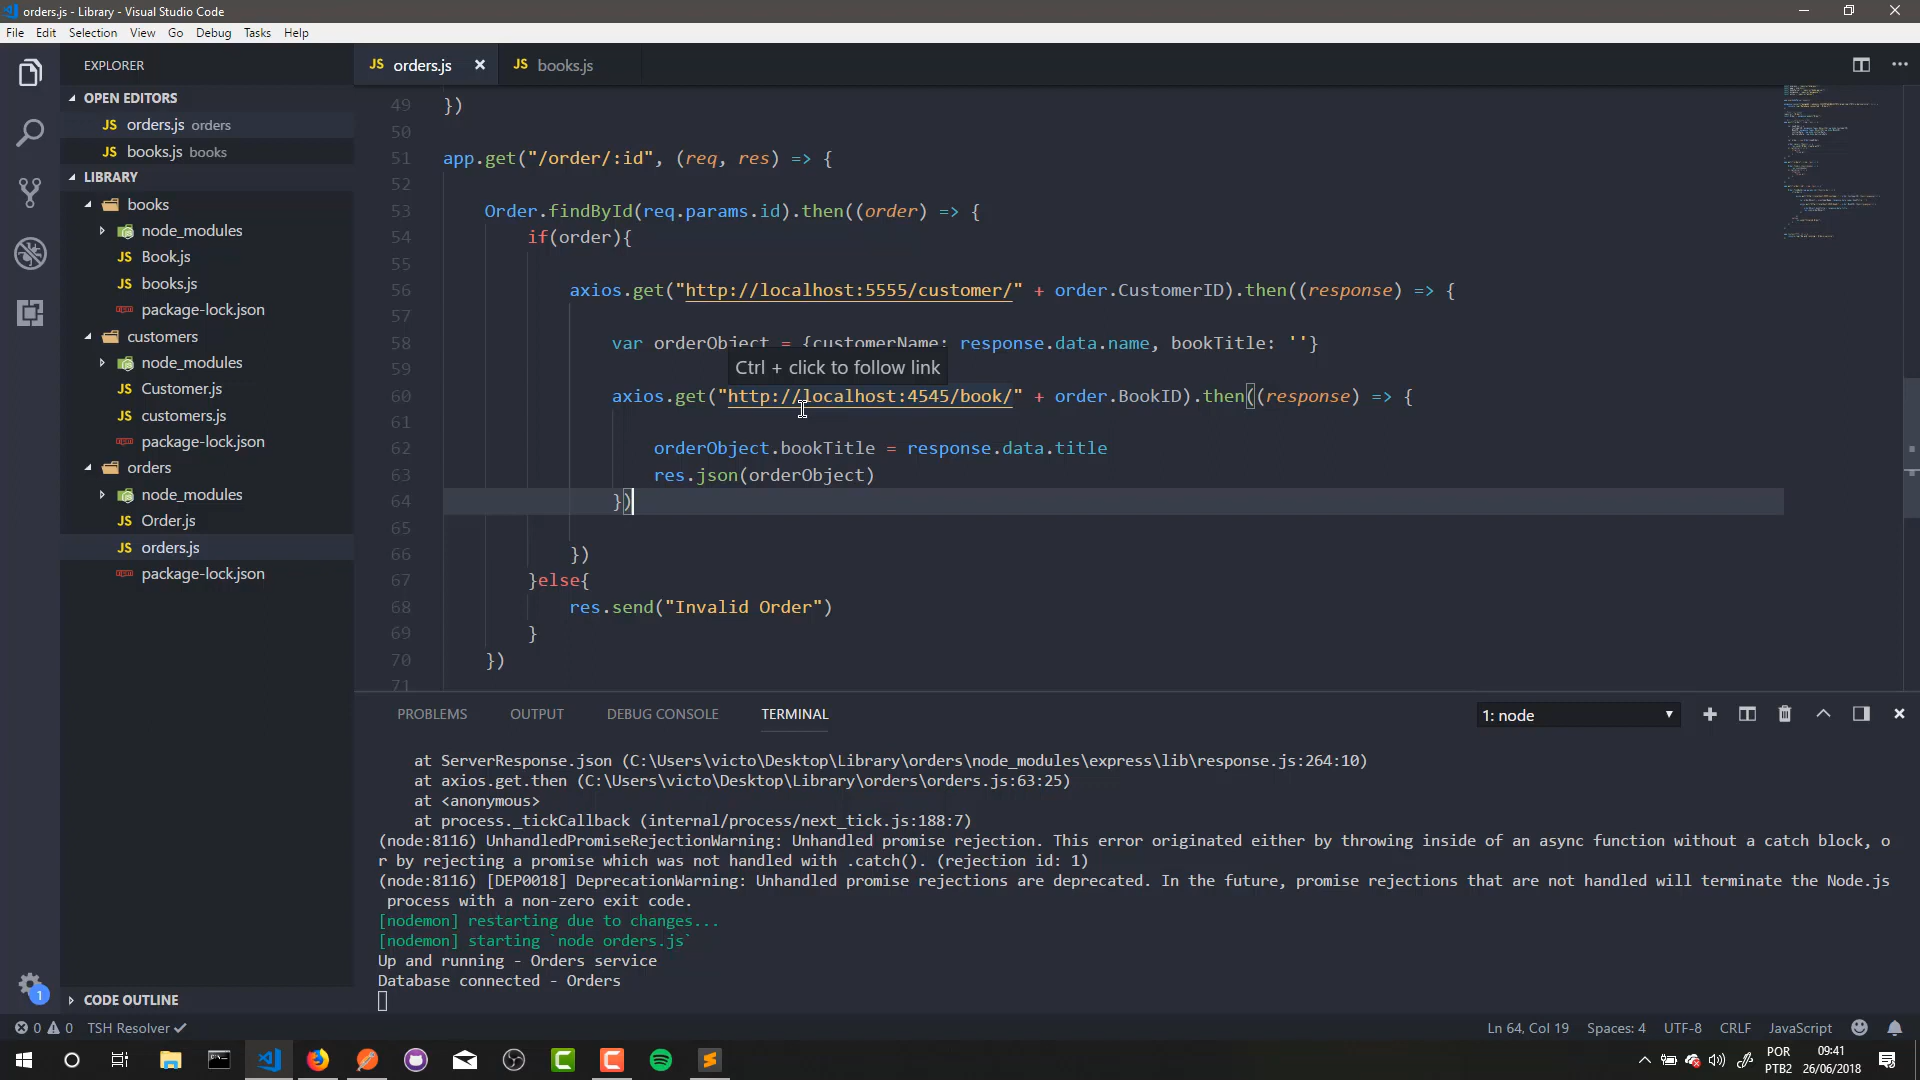 orders.js - Library - Visual Studio Code
File Edit Selection View Go Debug Tasks Help
EXPLORER
OPEN EDITORS
JS orders.js orders
JS books.js books
LIBRARY
books
node_modules
JS Book.js
JS books.js
package-lock.json
customers
node_modules
JS Customer.js
JS customers.js
package-lock.json
orders
node_modules
JS Order.js
JS orders.js
package-lock.json
CODE OUTLINE
JS orders.js
JS books.js
49 })
50
51 app.get("/order/:id", (req, res) => {
52
53 Order.findById(req.params.id).then((order) => {
54 if(order){
55
56 axios.get("http://localhost:5555/customer/" + order.CustomerID).then((response) => {
57
58 var orderObject = {customerName: response.data.name, bookTitle: ''}
59
Ctrl + click to follow link
60 axios.get("http://localhost:4545/book/" + order.BookID).then((response) => {
61
62 orderObject.bookTitle = response.data.title
63 res.json(orderObject)
64 })
65
66 })
67 }else{
68 res.send("Invalid Order")
69 }
70 })
71
PROBLEMS OUTPUT DEBUG CONSOLE TERMINAL 1: node
at ServerResponse.json (C:\Users\victo\Desktop\Library\orders\node_modules\express\lib\response.js:264:10)
at axios.get.then (C:\Users\victo\Desktop\Library\orders\orders.js:63:25)
at <anonymous>
at process._tickCallback (internal/process/next_tick.js:188:7)
(node:8116) UnhandledPromiseRejectionWarning: Unhandled promise rejection. This error originated either by throwing inside of an async function without a catch block, o
r by rejecting a promise which was not handled with .catch(). (rejection id: 1)
(node:8116) [DEP0018] DeprecationWarning: Unhandled promise rejections are deprecated. In the future, promise rejections that are not handled will terminate the Node.js
process with a non-zero exit code.
[nodemon] restarting due to changes...
[nodemon] starting `node orders.js`
Up and running - Orders service
Database connected - Orders
1
0 0 TSH Resolver
Ln 64, Col 19 Spaces: 4 UTF-8 CRLF JavaScript
POR
PTB2
09:41
26/06/2018